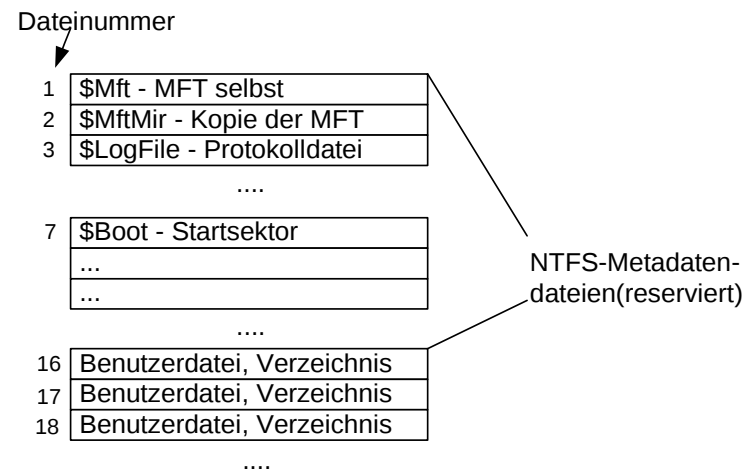 Dateinummer
1 $Mft - MFT selbst
2 $MftMir - Kopie der MFT
3 $LogFile - Protokolldatei
....
7 $Boot - Startsektor
...
...
....
NTFS-Metadaten-
dateien(reserviert)
16 Benutzerdatei, Verzeichnis
17 Benutzerdatei, Verzeichnis
18 Benutzerdatei, Verzeichnis
....